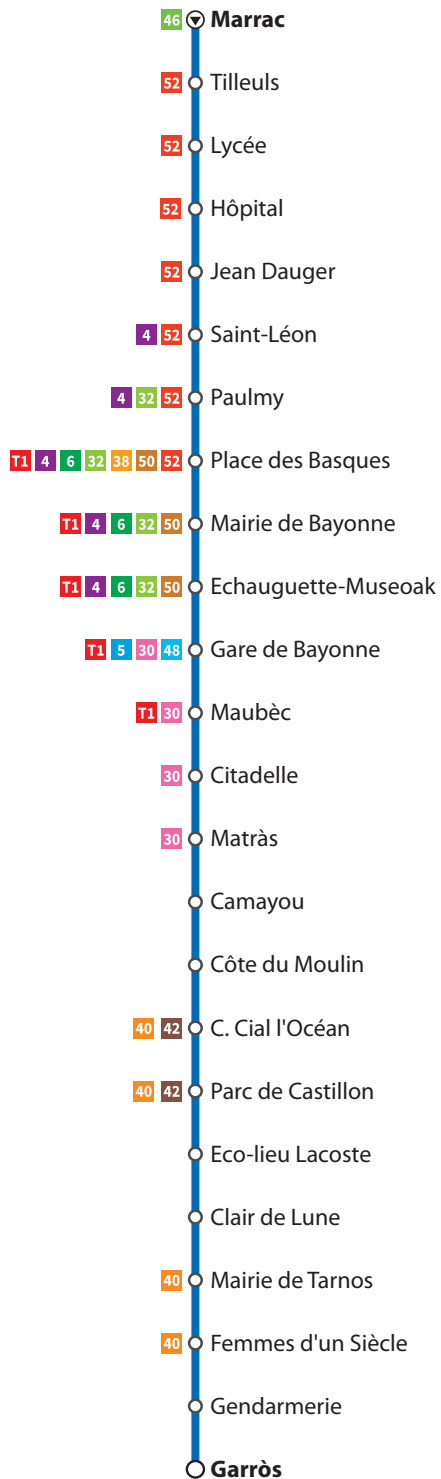 46 Marrac
52 Tilleuls
52 Lycée
52 Hôpital
52 Jean Dauger
4 52 Saint-Léon
4 32 52 Paulmy
T1 4 6 32 38 50 52 Place des Basques
T1 4 6 32 50 Mairie de Bayonne
T1 4 6 32 50 Echauguette-Museoak
T1 5 30 48 Gare de Bayonne
T1 30 Maubèc
30 Citadelle
30 Matràs
Camayou
Côte du Moulin
40 42 C. Cial l'Océan
40 42 Parc de Castillon
Eco-lieu Lacoste
Clair de Lune
40 Mairie de Tarnos
40 Femmes d'un Siècle
Gendarmerie
Garròs